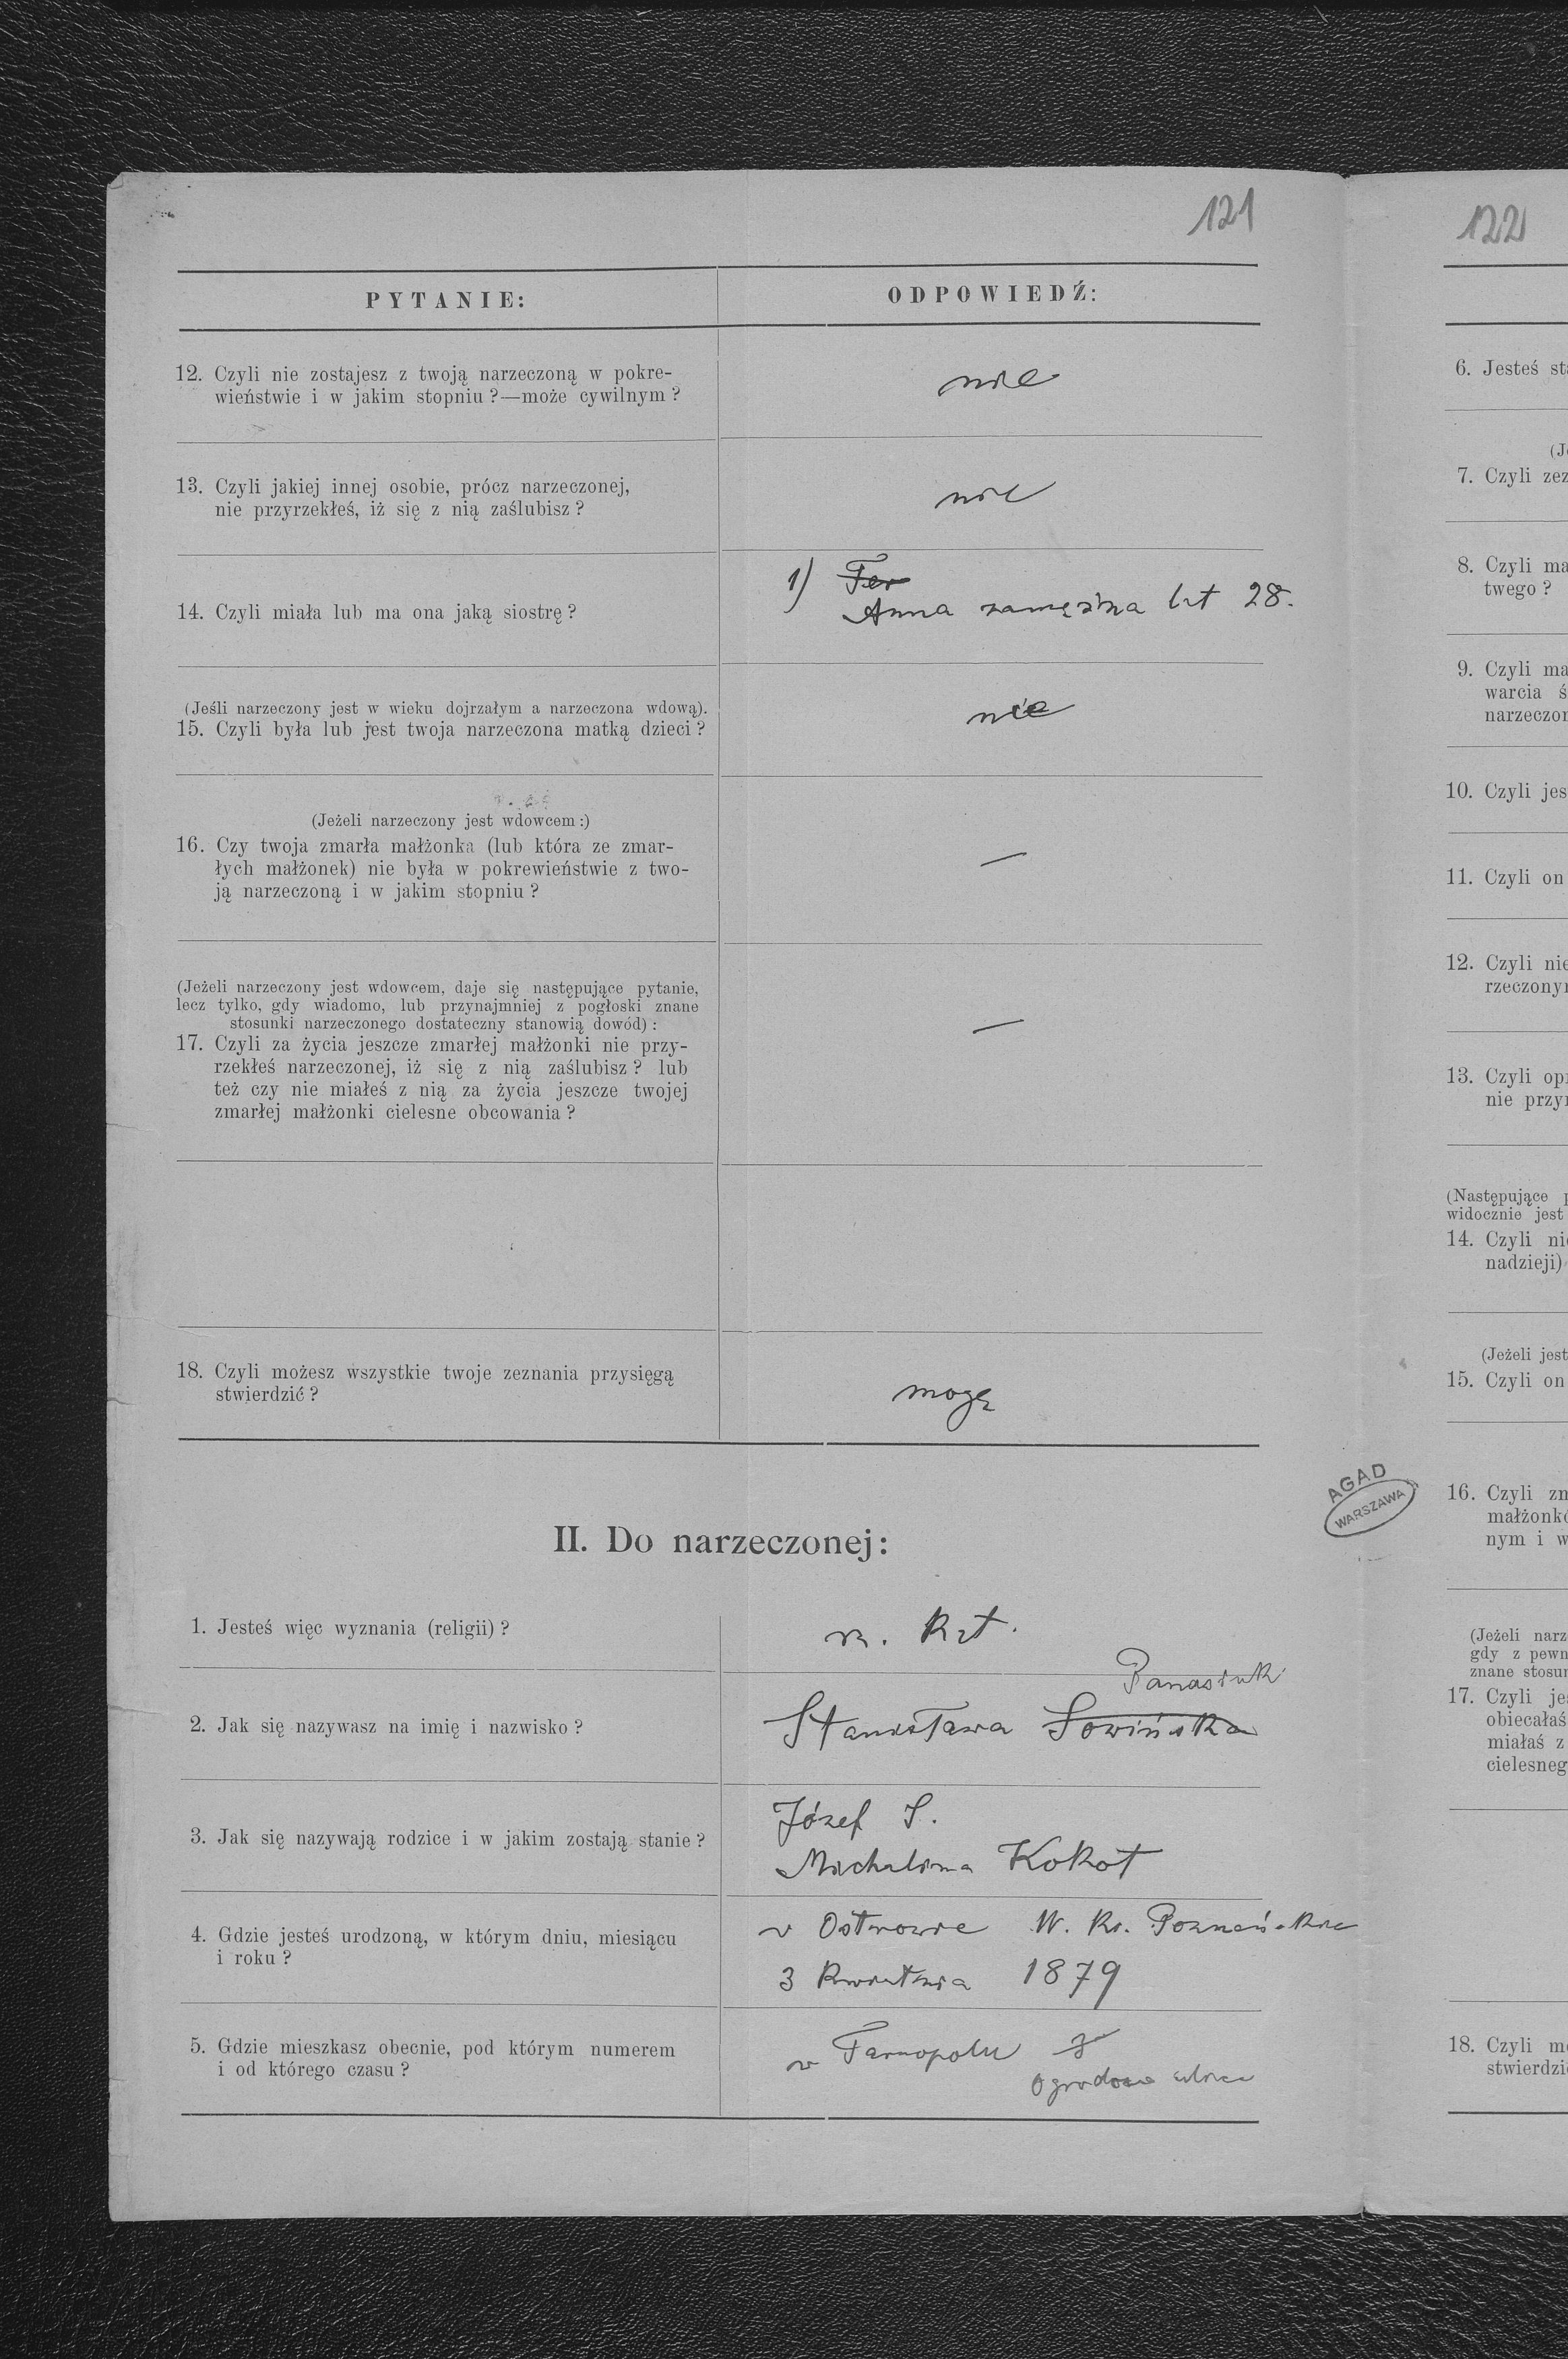 121
PYTANIE:
ODPOWIEDŹ:
12. Czyli nie zostajesz z twoją narzeczoną w pokre-
wieństwie i w jakim stopniu ?—może cywilnym ?
nie
13. Czyli jakiej innej osobie, prócz narzeczonej,
nie przyrzekłeś, iż się z nią zaślubisz ?
nie
14. Czyli miała lub ma ona jaką siostrę ?
1) Fer
Anna zamężna lat 28.
(Jeśli narzeczony jest w wieku dojrzałym a narzeczona wdową).
15. Czyli była lub jest twoja narzeczona matką dzieci ?
nie
(Jeżeli narzeczony jest wdowcem :)
16. Czy twoja zmarła małżonka (lub która ze zmar-
łych małżonek) nie była w pokrewieństwie z two-
ją narzeczoną i w jakim stopniu ?
—
(Jeżeli narzeczony jest wdowcem, daje się następujące pytanie,
lecz tylko, gdy wiadomo, lub przynajmniej z pogłoski znane
stosunki narzeczonego dostateczny stanowią dowód) :
17. Czyli za życia jeszcze zmarłej małżonki nie przy-
rzekłeś narzeczonej, iż się z nią zaślubisz ? lub
też czy nie miałeś z nią za życia jeszcze twojej
zmarłej małżonki cielesne obcowania ?
—
18. Czyli możesz wszystkie twoje zeznania przysięgą
stwierdzić ?
mogę
II. Do narzeczonej:
1. Jesteś więc wyznania (religii) ?
r. kat.
2. Jak się nazywasz na imię i nazwisko ?
Panasiuk
Stanisława Sowińska
3. Jak się nazywają rodzice i w jakim zostają stanie ?
Józef S.
Michalina Kokot
4. Gdzie jesteś urodzoną, w którym dniu, miesiącu
i roku ?
w Ostrowie W. Ks. Poznańskie
3 kwietnia 1879
5. Gdzie mieszkasz obecnie, pod którym numerem
i od którego czasu ?
w Tarnopolu
Ogrodowa ulica
AGAD
WARSZAWA
122
6. Jesteś st
(J
7. Czyli zez
8. Czyli ma
twego ?
9. Czyli ma
warcia ś
narzeczon
10. Czyli jes
11. Czyli on
12. Czyli nie
rzeczony
13. Czyli op
nie przy
(Następujące p
widocznie jest
14. Czyli ni
nadzieji)
(Jeżeli jest
15. Czyli on
16. Czyli zm
małżonk
nym i w
(Jeżeli narz
gdy z pewn
znane stosu
17. Czyli je
obiecałaś
miałaś z
cielesneg
18. Czyli m
stwierdzi